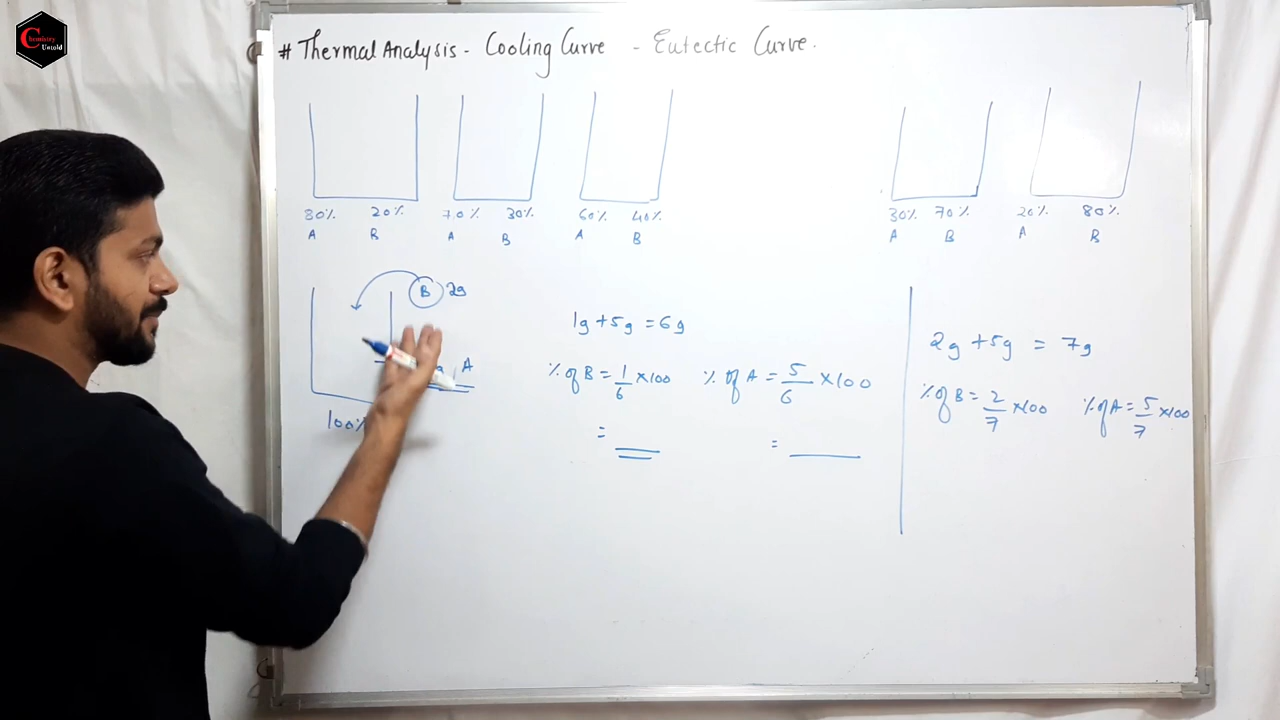 Chemistry
Untold
# Thermal Analysis - Cooling Curve - Eutectic Curve.
80% 20% 70% 30% 60% 40% 30% 70% 20% 80%
A B A B A B A B A B
B 2g
1g + 5g = 6g
2g + 5g = 7g
A
% of B = 1/6 × 100 % of A = 5/6 × 100
% of B = 2/7 × 100 % of A = 5/7 × 100
100%
= =